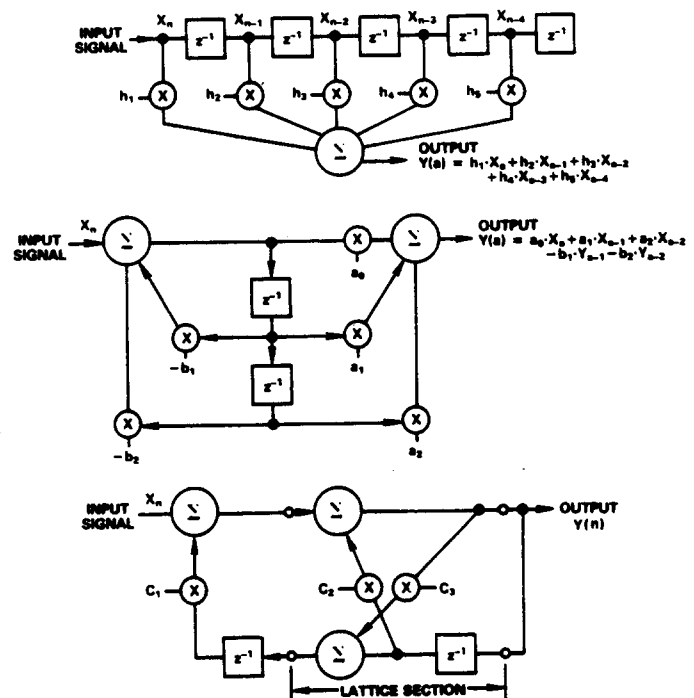 Xn Xn-1 Xn-2 Xn-3 Xn-4
INPUT SIGNAL z⁻¹ z⁻¹ z⁻¹ z⁻¹ z⁻¹
h₁ X h₂ X h₃ X h₄ X h₅ X
Σ
OUTPUT
Y(a) = h₁·Xₙ+h₂·Xₙ₋₁+h₃·Xₙ₋₂
+h₄·Xₙ₋₃+h₅·Xₙ₋₄
INPUT SIGNAL Xn Σ X a₀ Σ
OUTPUT
Y(a) = a₀·Xₙ+a₁·Xₙ₋₁+a₂·Xₙ₋₂
-b₁·Yₙ₋₁-b₂·Yₙ₋₂
z⁻¹
X -b₁ X a₁
z⁻¹
X -b₂ X a₂
INPUT SIGNAL Xn Σ Σ OUTPUT
Y(n)
C₁ X C₂ X X C₃
z⁻¹ Σ z⁻¹
LATTICE SECTION